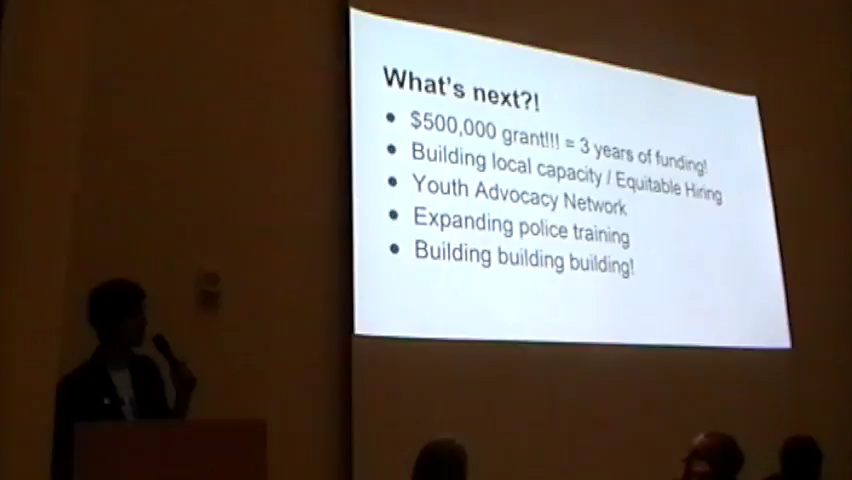 What's next?!
● $500,000 grant!!! = 3 years of funding!
● Building local capacity / Equitable Hiring
● Youth Advocacy Network
● Expanding police training
● Building building building!